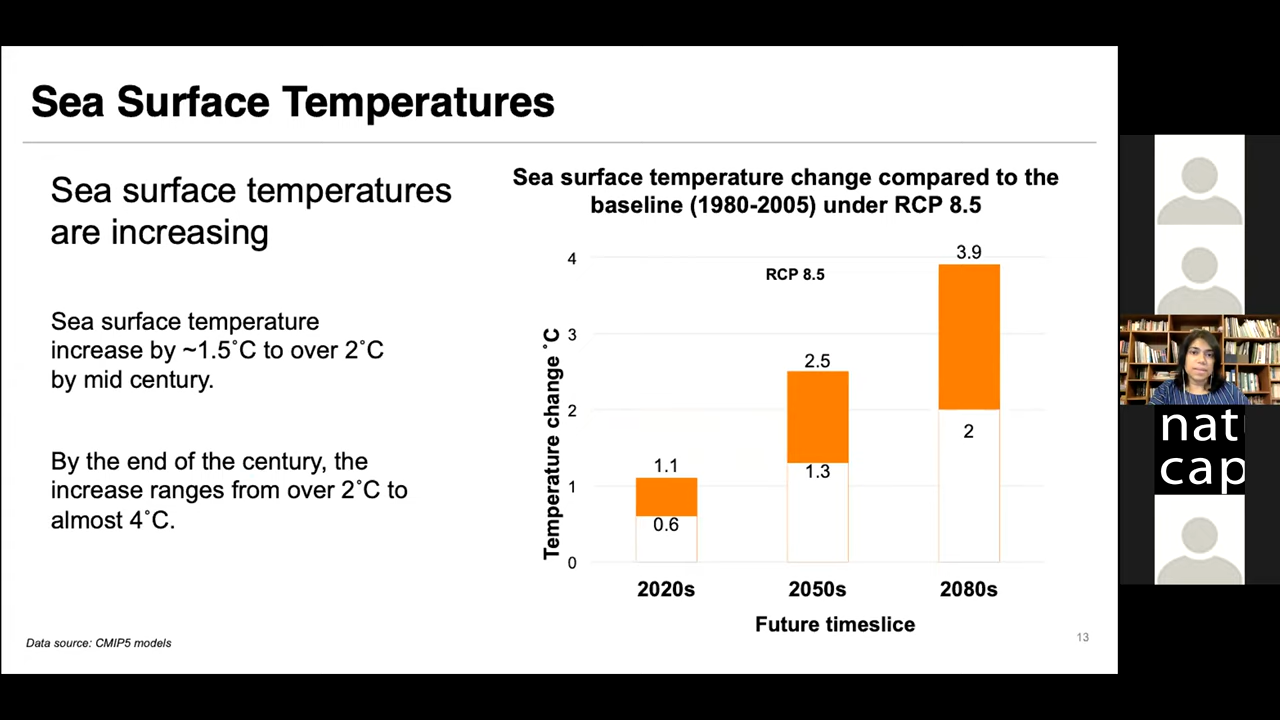 Sea Surface Temperatures
Sea surface temperatures
are increasing
Sea surface temperature
increase by ~1.5˚C to over 2˚C
by mid century.
By the end of the century, the
increase ranges from over 2˚C to
almost 4˚C.
Data source: CMIP5 models
Sea surface temperature change compared to the
baseline (1980-2005) under RCP 8.5
RCP 8.5
Temperature change ˚C
4
3
2
1
0
1.1
0.6
2.5
1.3
3.9
2
2020s
2050s
2080s
Future timeslice
13
nat
cap